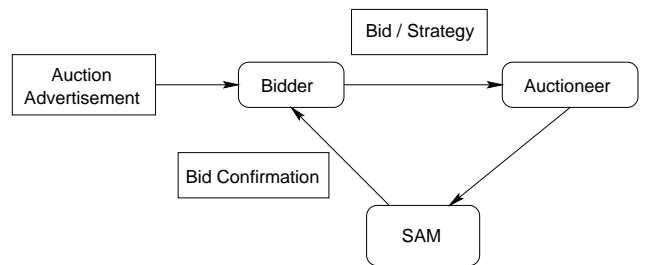 Bid / Strategy
Auction
Advertisement
Bidder
Auctioneer
Bid Confirmation
SAM